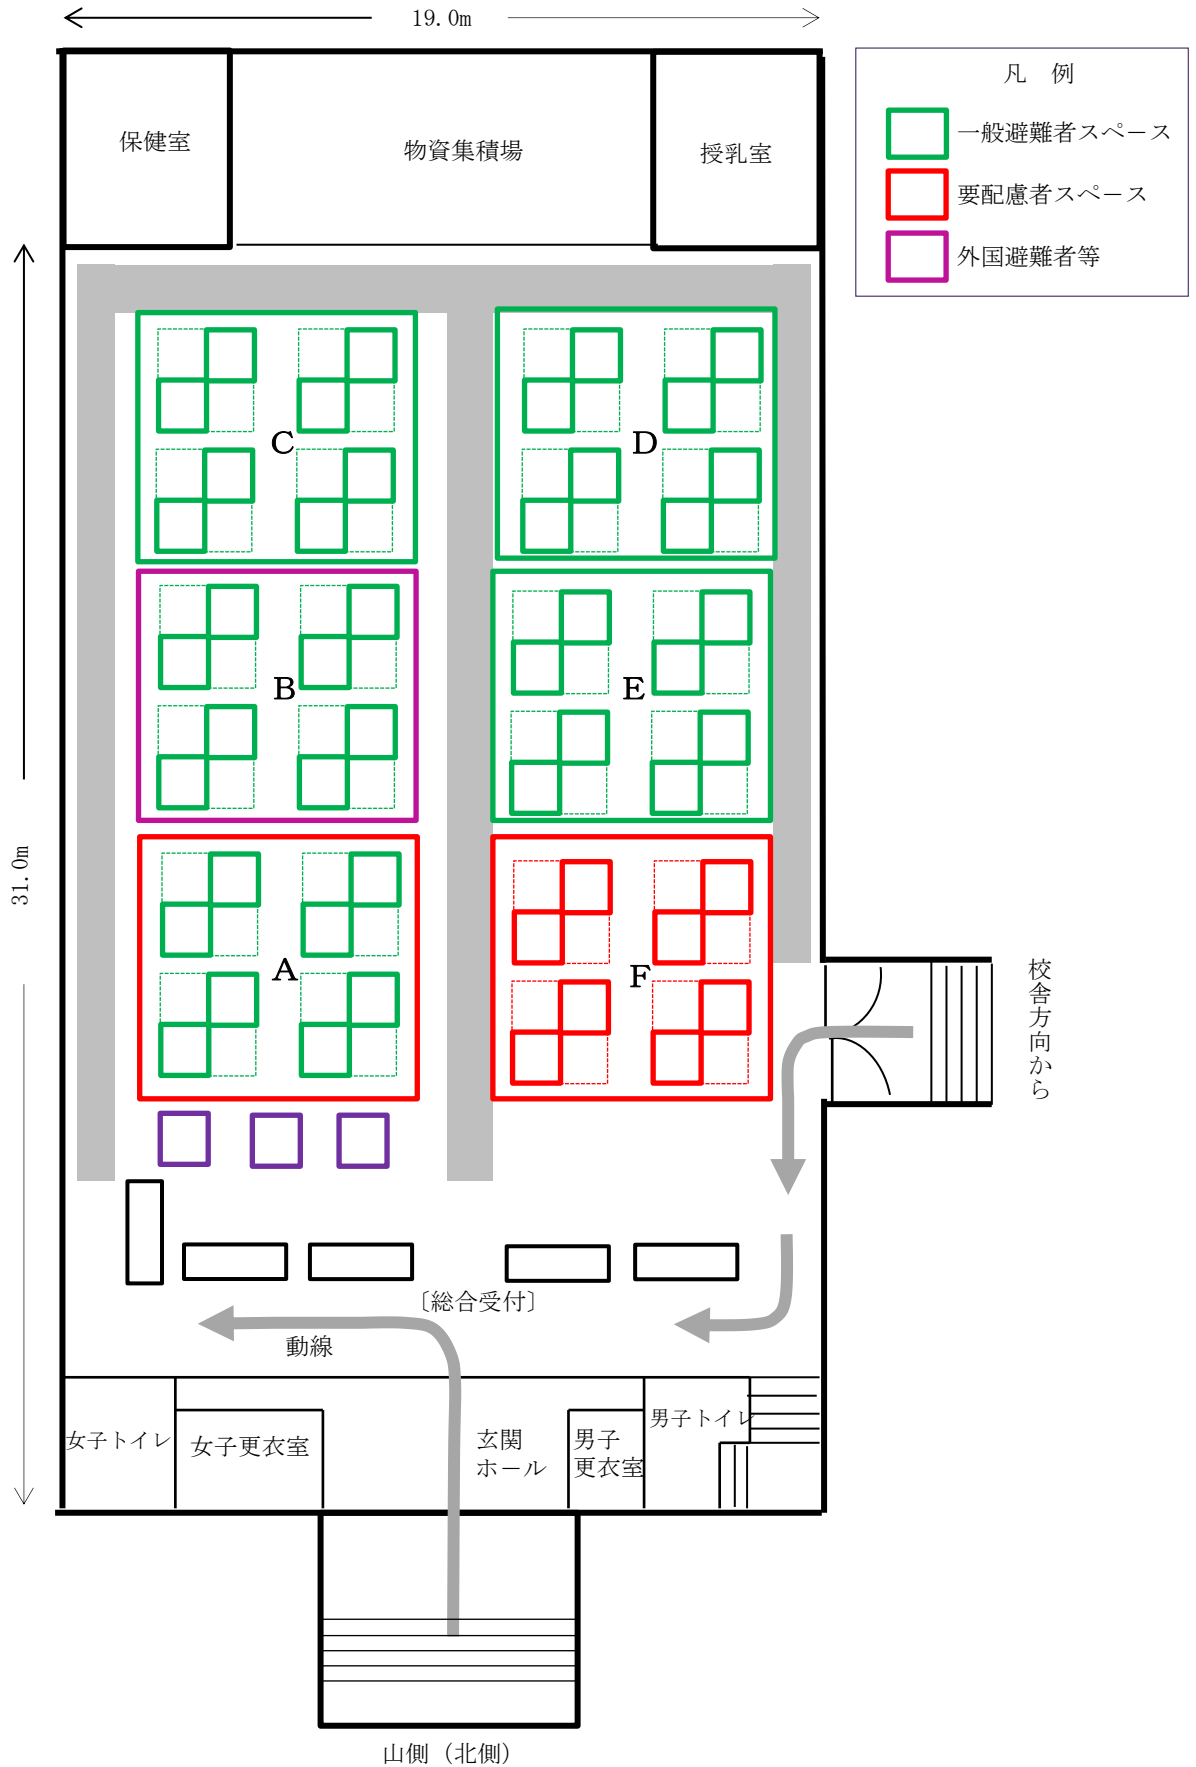 19.0m
凡　例
一般避難者スペース
要配慮者スペース
外国避難者等
保健室
物資集積場
授乳室
C
D
B
E
31.0m
A
F
校舎方向から
〔総合受付〕
動線
女子トイレ
女子更衣室
玄関
ホール
男子
更衣室
男子トイレ
山側（北側）